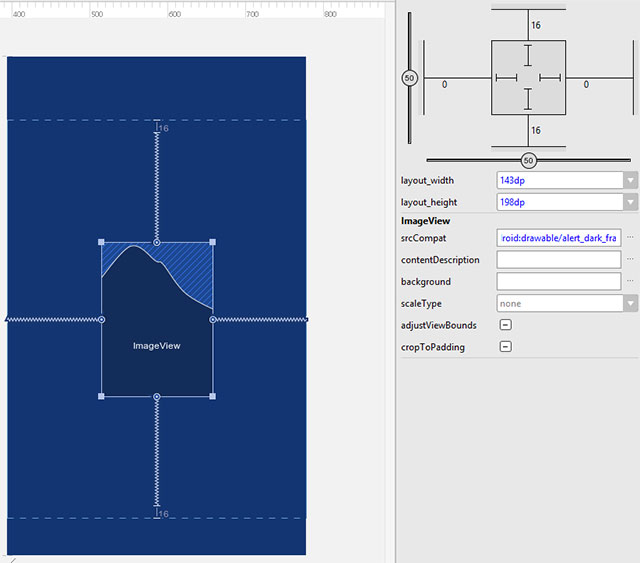 400
500
600
700
800
16
ImageView
16
16
50
0
0
16
50
layout_width
143dp
layout_height
198dp
ImageView
srcCompat
roid:drawable/alert_dark_fra
...
contentDescription
...
background
...
scaleType
none
adjustViewBounds
cropToPadding